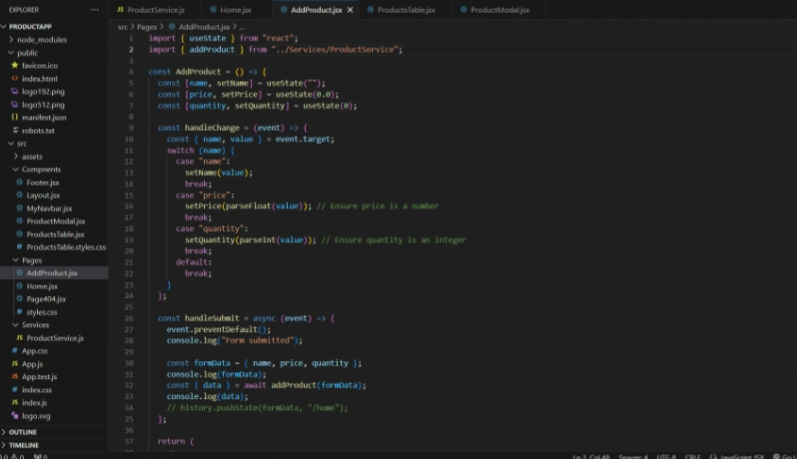 EXPLORER ...
JS ProductService.js
Home.jsx
AddProduct.jsx X
ProductsTable.jsx
ProductModal.jsx
PRODUCTAPP
node_modules
public
favicon.ico
index.html
logo192.png
logo512.png
{} manifest.json
robots.txt
src
assets
Compnents
Footer.jsx
Layout.jsx
MyNavbar.jsx
ProductModal.jsx
ProductsTable.jsx
# ProductsTable.styles.css
Pages
AddProduct.jsx
Home.jsx
Page404.jsx
# styles.css
Services
JS ProductService.js
# App.css
JS App.js
JS App.test.js
# index.css
JS index.js
logo.svg
OUTLINE
TIMELINE
src > Pages > AddProduct.jsx > ...
1 import { useState } from "react";
2 import { addProduct } from "../Services/ProductService";
3
4 const AddProduct = () => {
5 const [name, setName] = useState("");
6 const [price, setPrice] = useState(0.0);
7 const [quantity, setQuantity] = useState(0);
8
9 const handleChange = (event) => {
10 const { name, value } = event.target;
11 switch (name) {
12 case "name":
13 setName(value);
14 break;
15 case "price":
16 setPrice(parseFloat(value)); // Ensure price is a number
17 break;
18 case "quantity":
19 setQuantity(parseInt(value)); // Ensure quantity is an integer
20 break;
21 default:
22 break;
23 }
24 };
25
26 const handleSubmit = async (event) => {
27 event.preventDefault();
28 console.log("Form submitted");
29
30 const formData = { name, price, quantity };
31 console.log(formData);
32 const { data } = await addProduct(formData);
33 console.log(data);
34 // history.pushState(formData, "/home");
35 };
36
37 return (
Ln 2, Col 48 Spaces: 4 UTF-8 CRLF {} JavaScript JSX